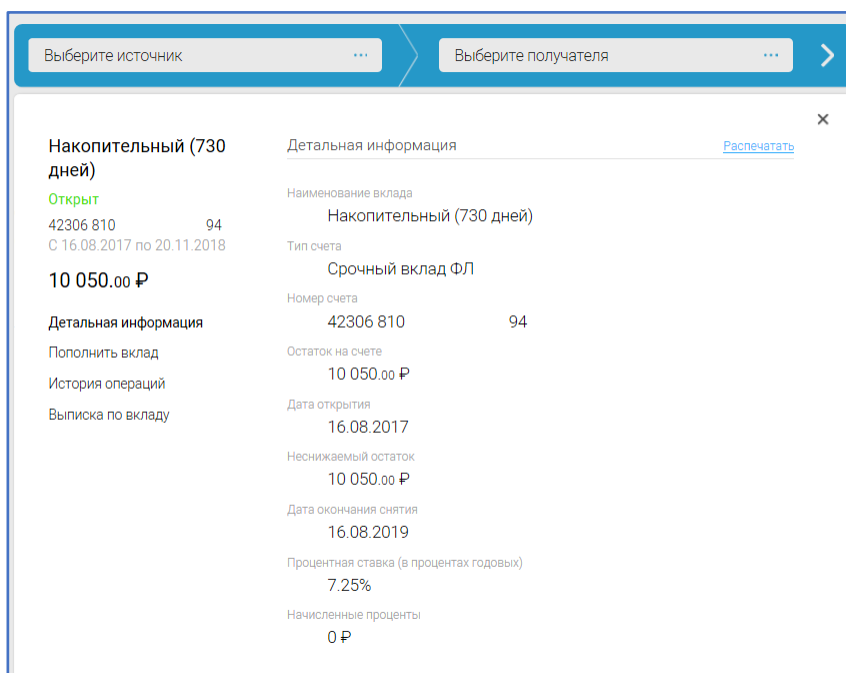 Выберите источник ...
Выберите получателя ...
Накопительный (730
дней)
Открыт
42306 810 94
С 16.08.2017 по 20.11.2018
10 050.00 ₽
Детальная информация
Пополнить вклад
История операций
Выписка по вкладу
Детальная информация
Распечатать
Наименование вклада
Накопительный (730 дней)
Тип счета
Срочный вклад ФЛ
Номер счета
42306 810 94
Остаток на счете
10 050.00 ₽
Дата открытия
16.08.2017
Неснижаемый остаток
10 050.00 ₽
Дата окончания снятия
16.08.2019
Процентная ставка (в процентах годовых)
7.25%
Начисленные проценты
0 ₽